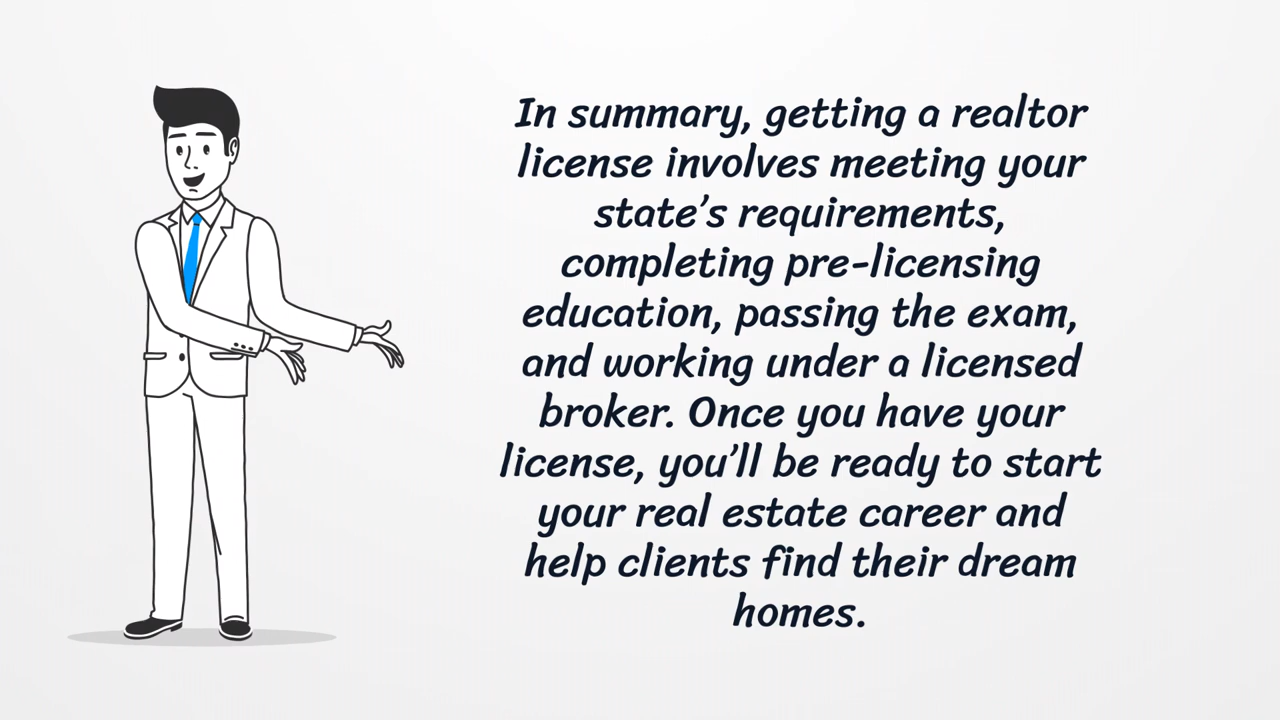 In summary, getting a realtor
license involves meeting your
state’s requirements,
completing pre-licensing
education, passing the exam,
and working under a licensed
broker. Once you have your
license, you’ll be ready to start
your real estate career and
help clients find their dream
homes.